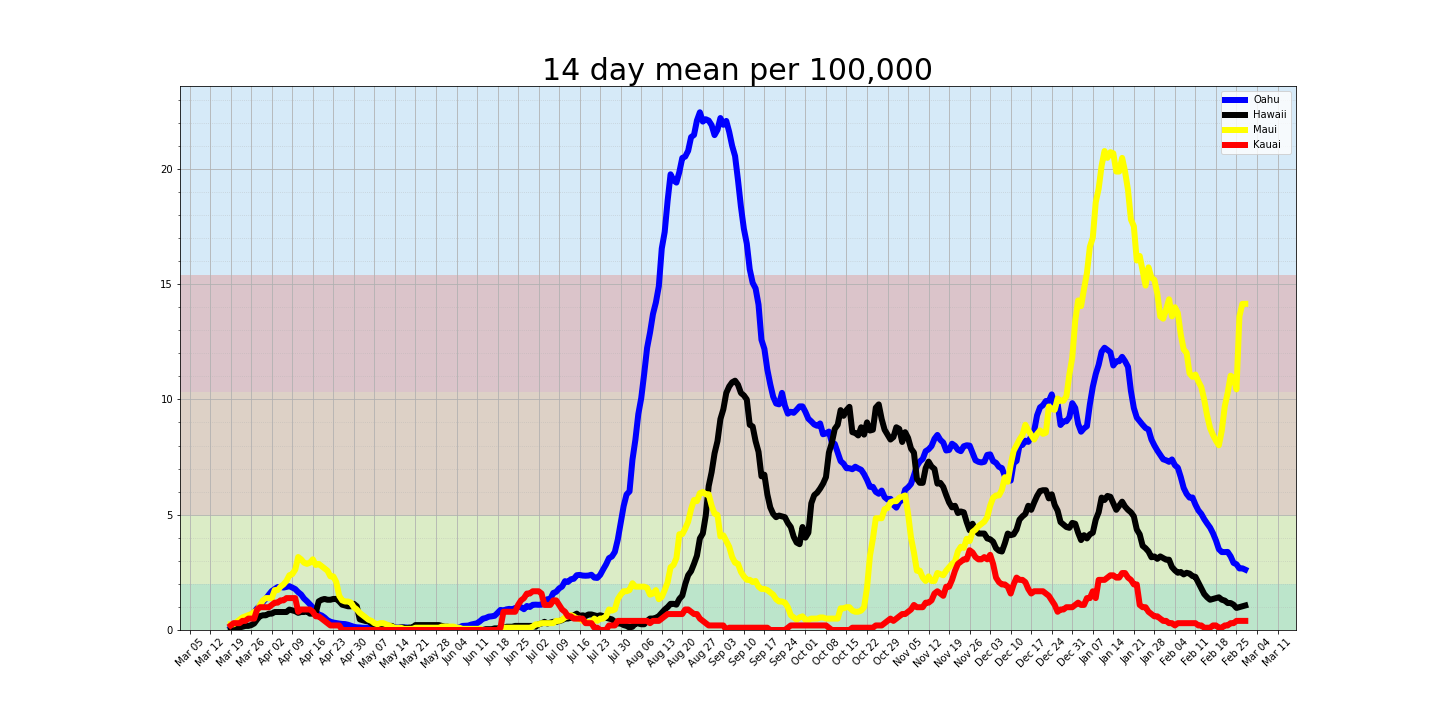 14 day mean per 100,000
Oahu
Hawaii
Maui
Kauai
20
15
10
5
0
Mar 05
Mar 12
Mar 19
Mar 26
Apr 02
Apr 09
Apr 16
Apr 23
Apr 30
May 07
May 14
May 21
May 28
Jun 04
Jun 11
Jun 18
Jun 25
Jul 02
Jul 09
Jul 16
Jul 23
Jul 30
Aug 06
Aug 13
Aug 20
Aug 27
Sep 03
Sep 10
Sep 17
Sep 24
Oct 01
Oct 08
Oct 15
Oct 22
Oct 29
Nov 05
Nov 12
Nov 19
Nov 26
Dec 03
Dec 10
Dec 17
Dec 24
Dec 31
Jan 07
Jan 14
Jan 21
Jan 28
Feb 04
Feb 11
Feb 18
Feb 25
Mar 04
Mar 11